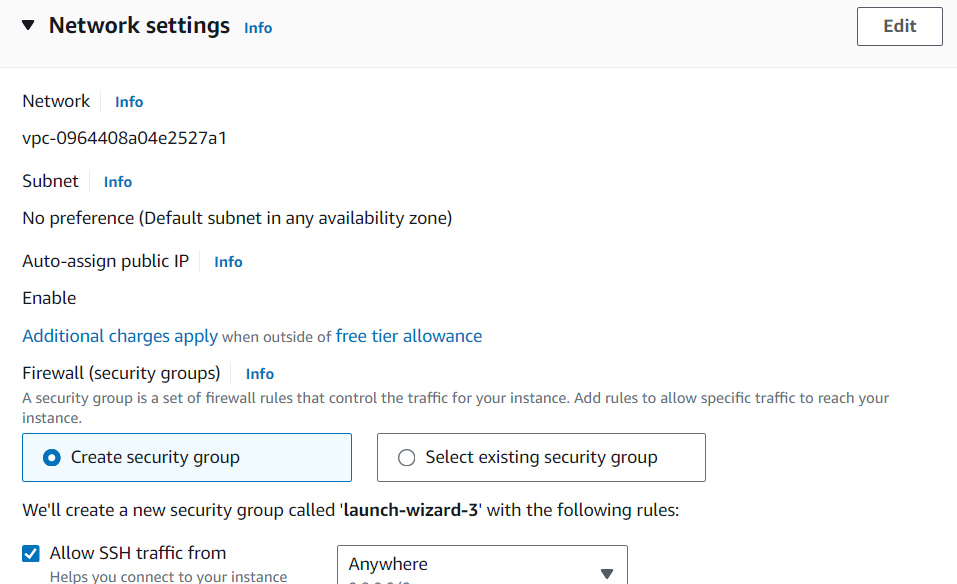 Network settings Info
Edit
Network Info
vpc-0964408a04e2527a1
Subnet Info
No preference (Default subnet in any availability zone)
Auto-assign public IP Info
Enable
Additional charges apply when outside of free tier allowance
Firewall (security groups) Info
A security group is a set of firewall rules that control the traffic for your instance. Add rules to allow specific traffic to reach your
instance.
Create security group
Select existing security group
We'll create a new security group called 'launch-wizard-3' with the following rules:
Allow SSH traffic from
Helps you connect to your instance
Anywhere